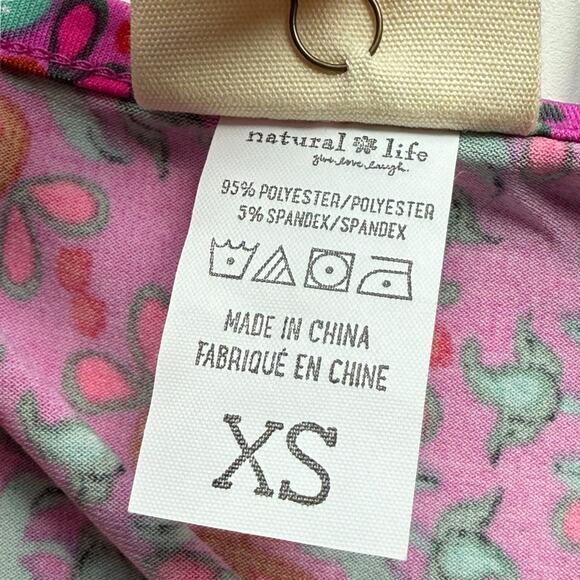 natural life
give. love. laugh.
95% POLYESTER/POLYESTER
5% SPANDEX/SPANDEX
MADE IN CHINA
FABRIQUÉ EN CHINE
XS